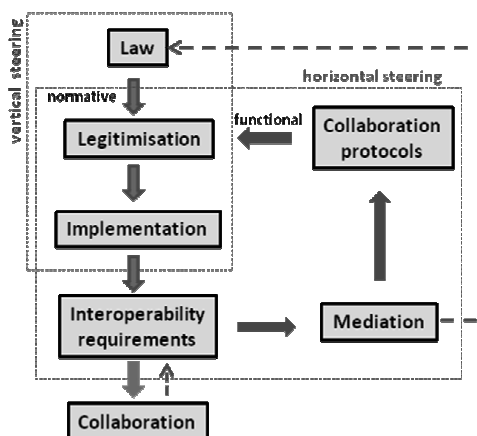 vertical steering
Law
horizontal steering
normative
functional
Legitimisation
Collaboration
protocols
Implementation
Interoperability
requirements
Mediation
Collaboration